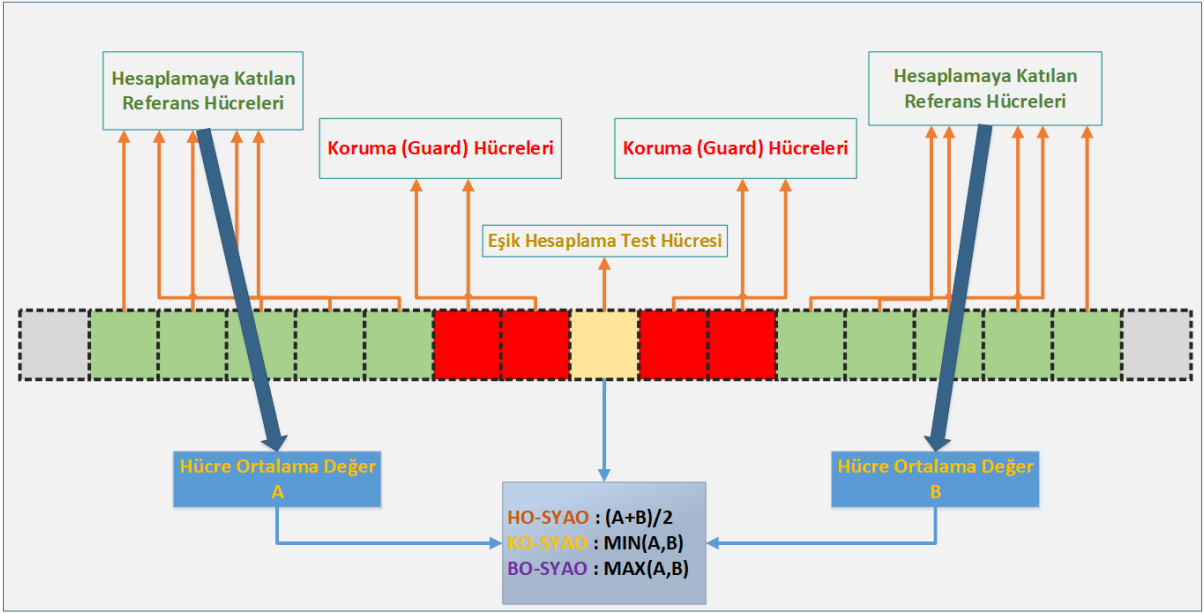 Hesaplamaya Katılan
Referans Hücreleri
Hesaplamaya Katılan
Referans Hücreleri
Koruma (Guard) Hücreleri
Koruma (Guard) Hücreleri
Eşik Hesaplama Test Hücresi
Hücre Ortalama Değer
A
Hücre Ortalama Değer
B
HO-SYAO : (A+B)/2
KO-SYAO : MIN(A,B)
BO-SYAO : MAX(A,B)